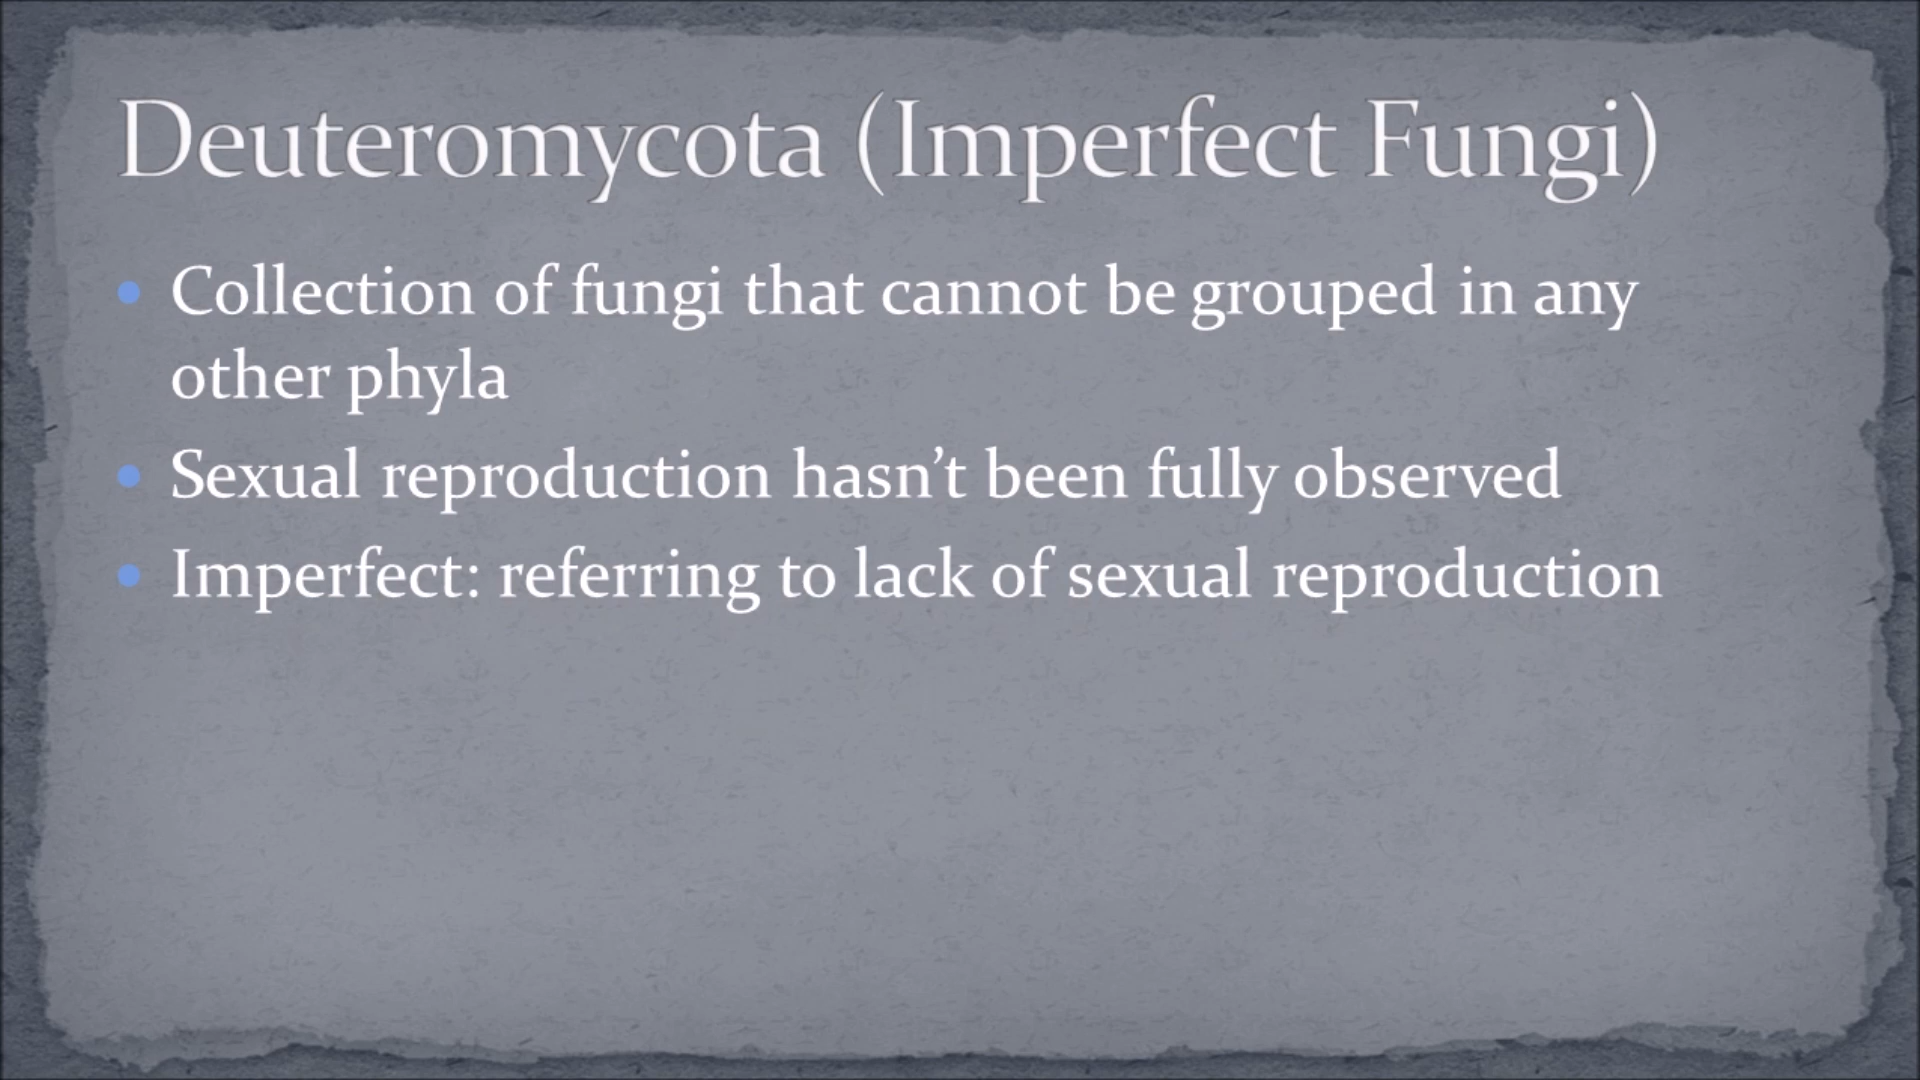 Deuteromycota (Imperfect Fungi)
• Collection of fungi that cannot be grouped in any
other phyla
• Sexual reproduction hasn’t been fully observed
• Imperfect: referring to lack of sexual reproduction